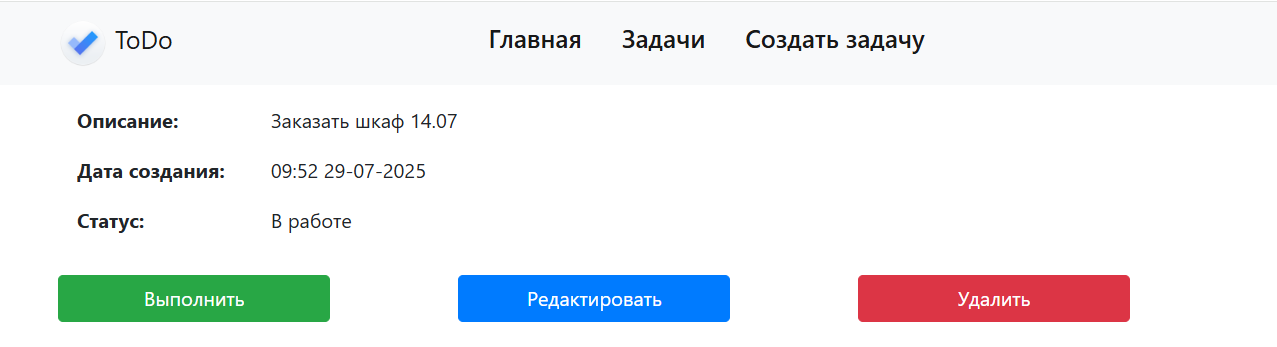 ToDo Главная Задачи Создать задачу
Описание: Заказать шкаф 14.07
Дата создания: 09:52 29-07-2025
Статус: В работе
Выполнить Редактировать Удалить